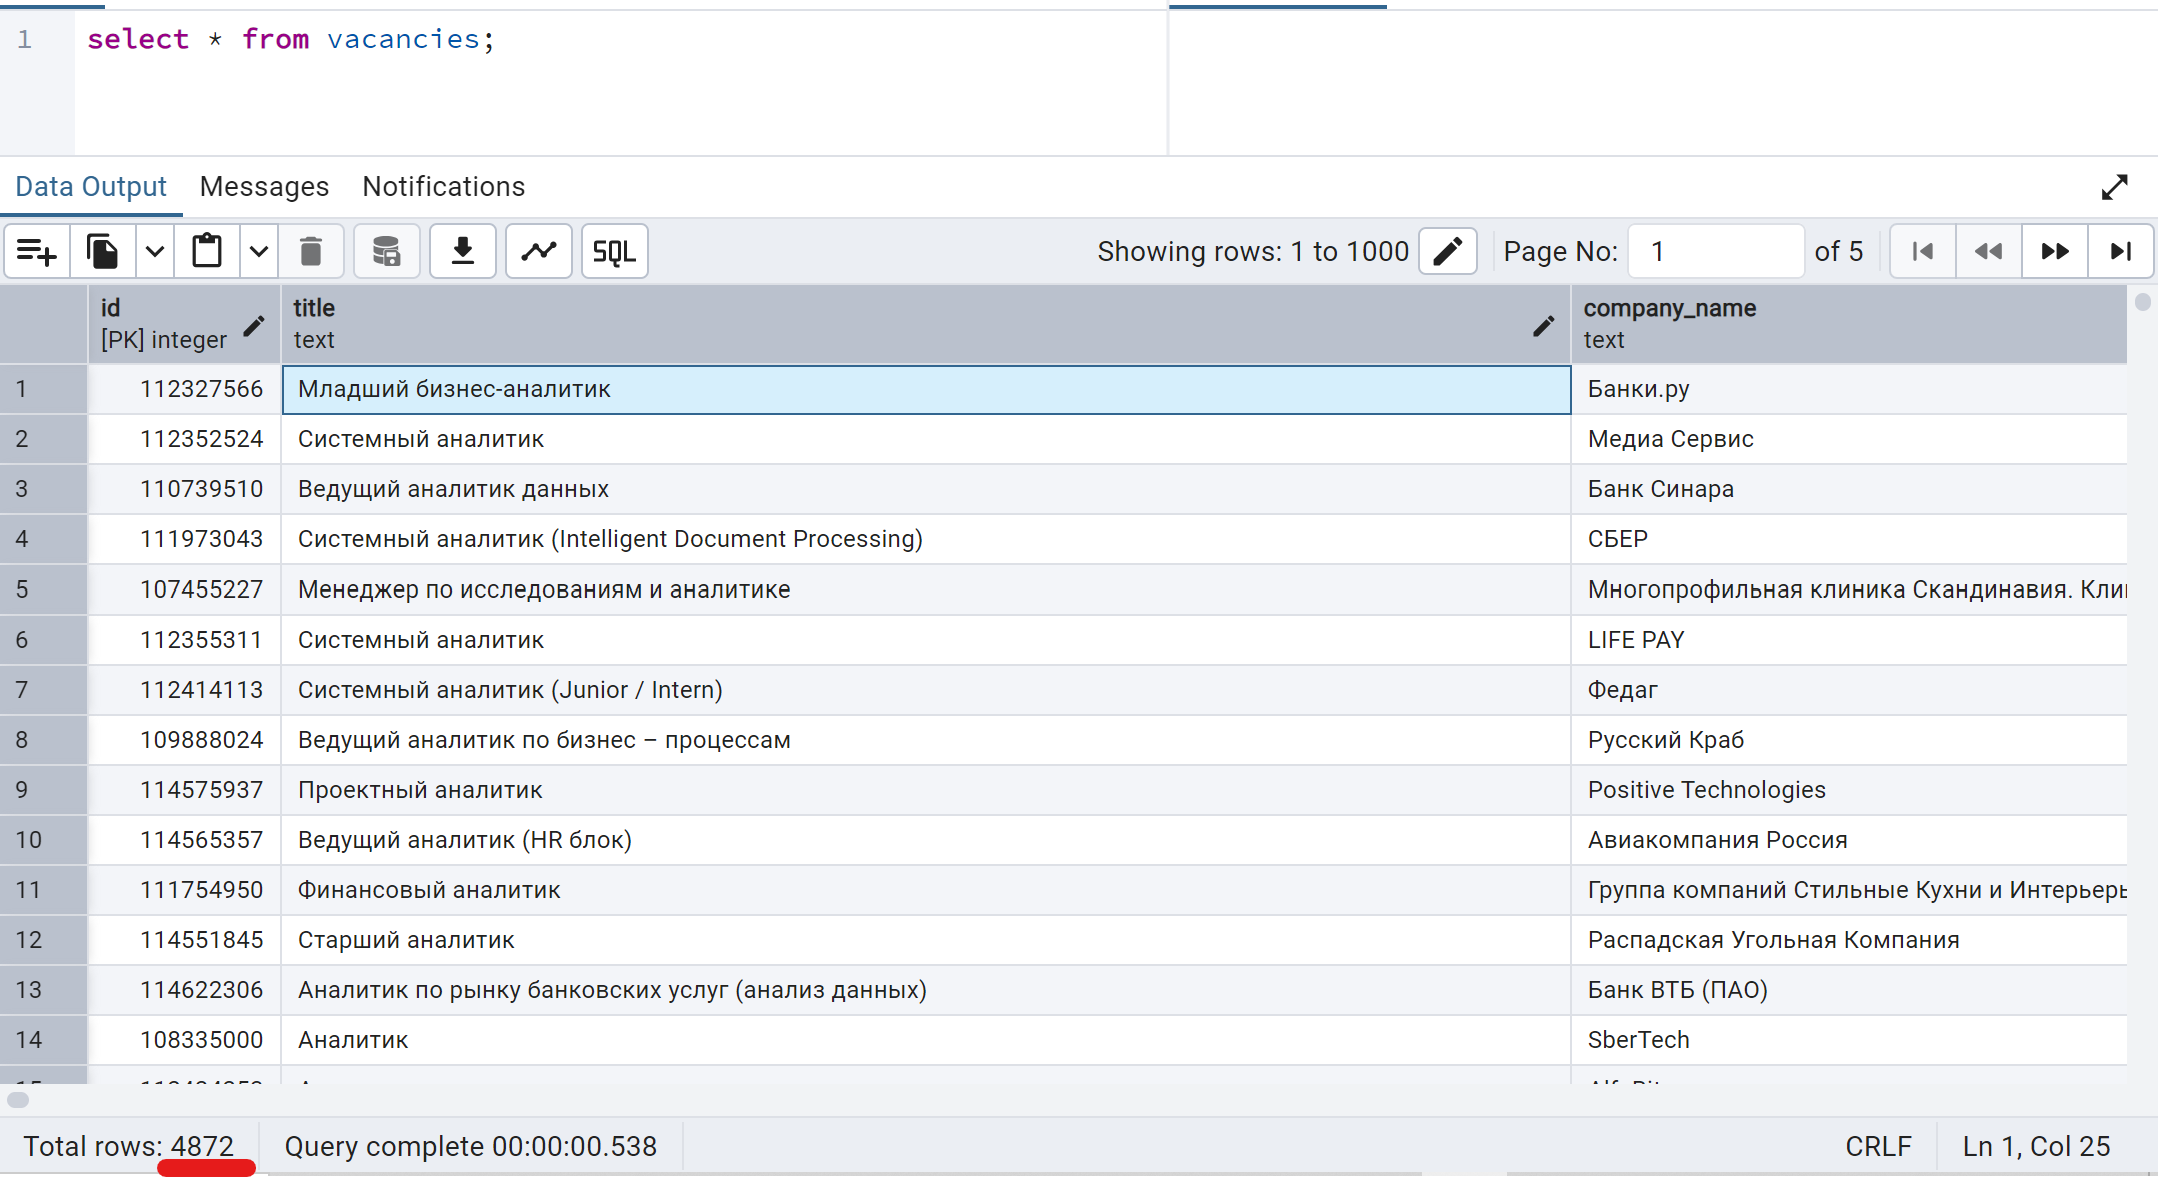 1 select * from vacancies;
Data Output Messages Notifications
SQL Showing rows: 1 to 1000 Page No: 1 of 5
id title company_name
[PK] integer text text
1 112327566 Младший бизнес-аналитик Банки.ру
2 112352524 Системный аналитик Медиа Сервис
3 110739510 Ведущий аналитик данных Банк Синара
4 111973043 Системный аналитик (Intelligent Document Processing) СБЕР
5 107455227 Менеджер по исследованиям и аналитике Многопрофильная клиника Скандинавия.
6 112355311 Системный аналитик LIFE PAY
7 112414113 Системный аналитик (Junior / Intern) Федаг
8 109888024 Ведущий аналитик по бизнес – процессам Русский Краб
9 114575937 Проектный аналитик Positive Technologies
10 114565357 Ведущий аналитик (HR блок) Авиакомпания Россия
11 111754950 Финансовый аналитик Группа компаний Стильные Кухни и Интерьеры
12 114551845 Старший аналитик Распадская Угольная Компания
13 114622306 Аналитик по рынку банковских услуг (анализ данных) Банк ВТБ (ПАО)
14 108335000 Аналитик SberTech
Total rows: 4872 Query complete 00:00:00.538 CRLF Ln 1, Col 25